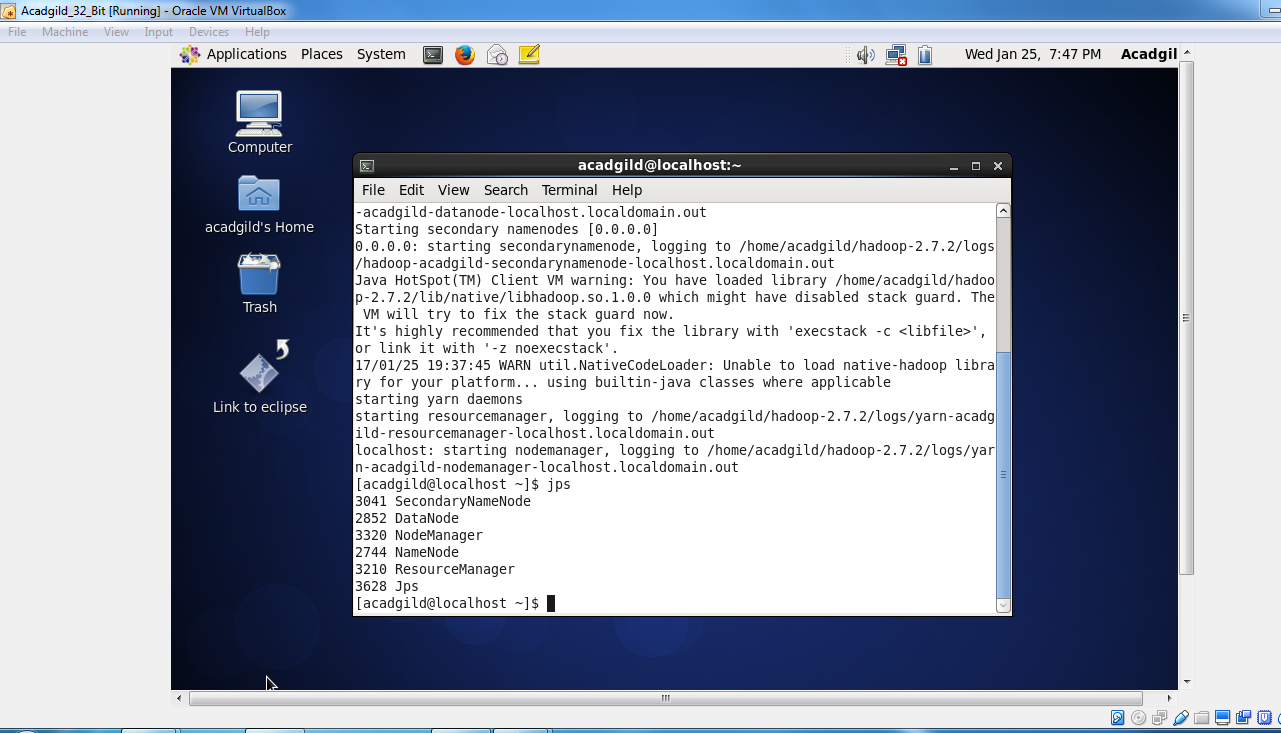 Acadgild_32_Bit [Running] - Oracle VM VirtualBox
File Machine View Input Devices Help
Applications Places System Wed Jan 25, 7:47 PM Acadgil
Computer
acadgild's Home
Trash
Link to eclipse
acadgild@localhost:~
File Edit View Search Terminal Help
-acadgild-datanode-localhost.localdomain.out
Starting secondary namenodes [0.0.0.0]
0.0.0.0: starting secondarynamenode, logging to /home/acadgild/hadoop-2.7.2/logs
/hadoop-acadgild-secondarynamenode-localhost.localdomain.out
Java HotSpot(TM) Client VM warning: You have loaded library /home/acadgild/hadoo
p-2.7.2/lib/native/libhadoop.so.1.0.0 which might have disabled stack guard. The
 VM will try to fix the stack guard now.
It's highly recommended that you fix the library with 'execstack -c <libfile>',
or link it with '-z noexecstack'.
17/01/25 19:37:45 WARN util.NativeCodeLoader: Unable to load native-hadoop libra
ry for your platform... using builtin-java classes where applicable
starting yarn daemons
starting resourcemanager, logging to /home/acadgild/hadoop-2.7.2/logs/yarn-acadg
ild-resourcemanager-localhost.localdomain.out
localhost: starting nodemanager, logging to /home/acadgild/hadoop-2.7.2/logs/yar
n-acadgild-nodemanager-localhost.localdomain.out
[acadgild@localhost ~]$ jps
3041 SecondaryNameNode
2852 DataNode
3320 NodeManager
2744 NameNode
3210 ResourceManager
3628 Jps
[acadgild@localhost ~]$